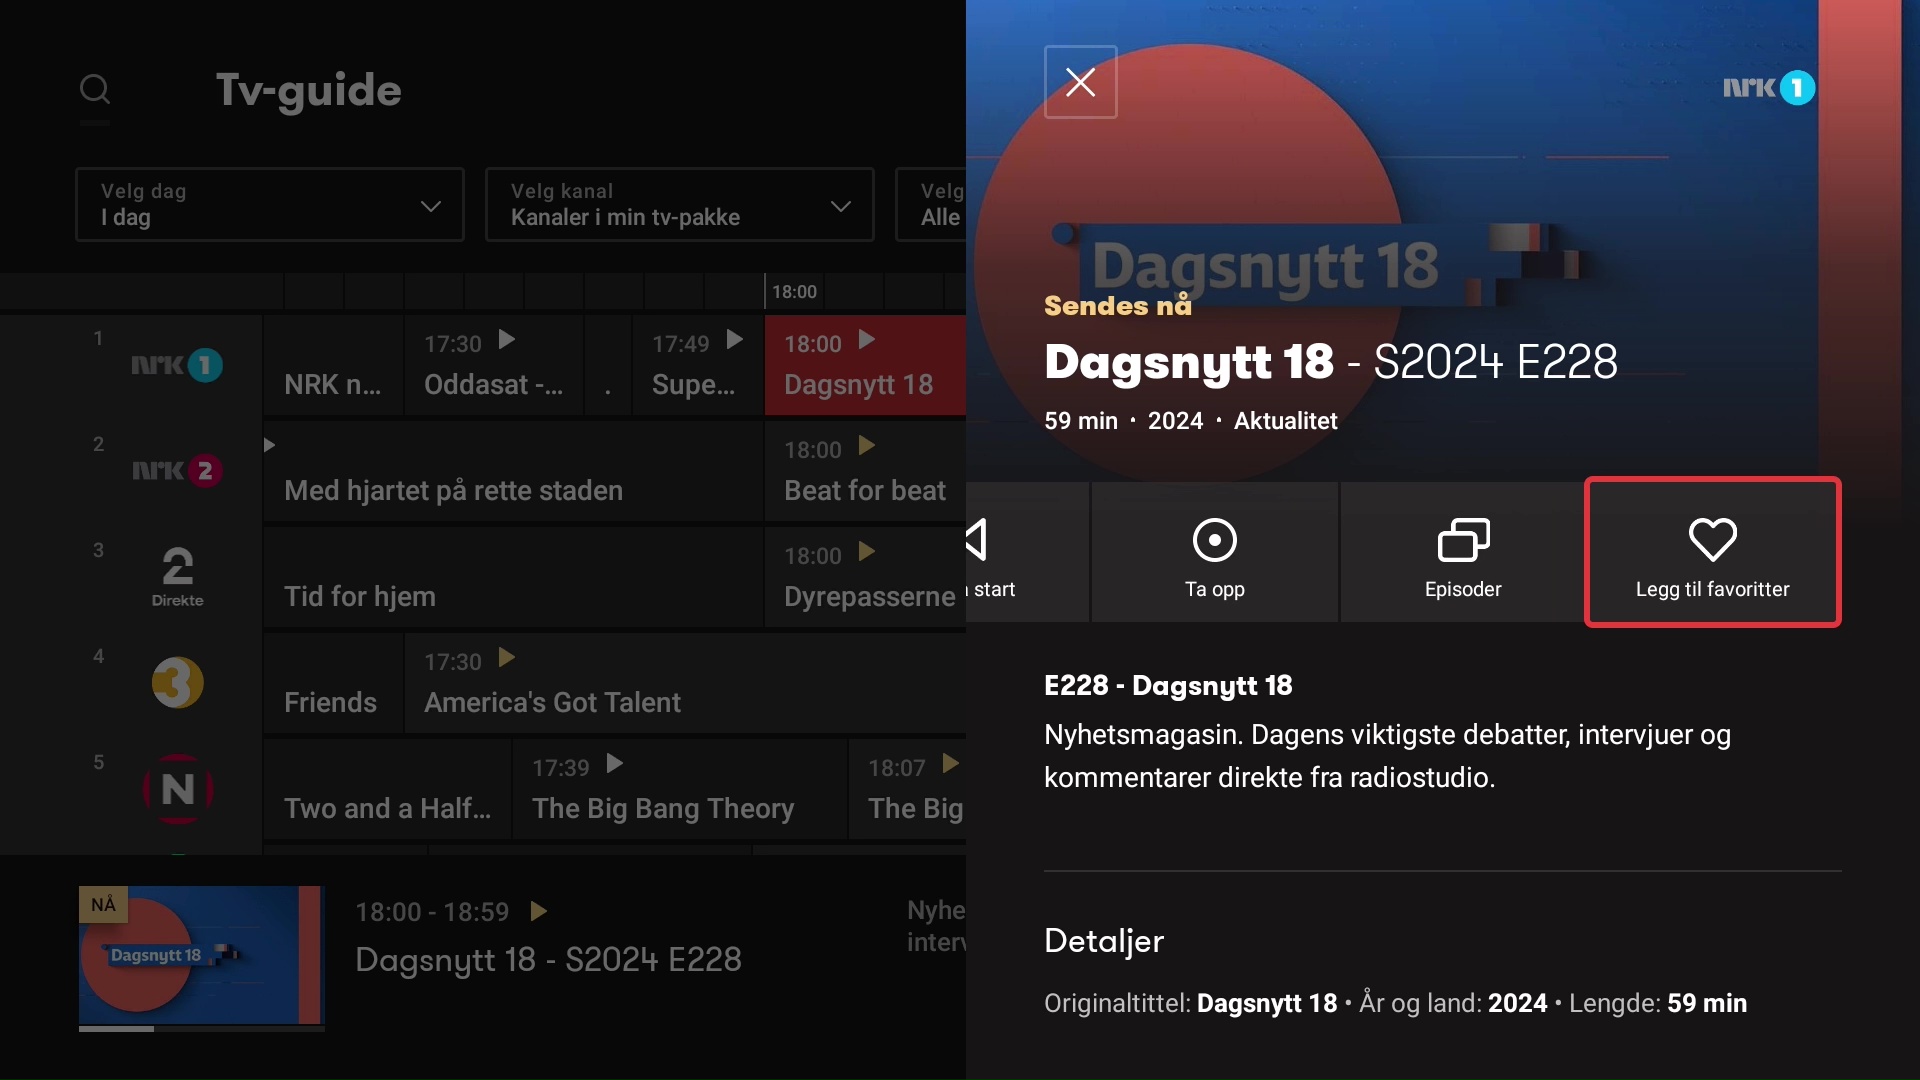 Tv-guide
Velg dag
I dag
Velg kanal
Kanaler i min tv-pakke
Velg
Alle
18:00
1
nrk 1
NRK n...
17:30
Oddasat -...
.
17:49
Supe...
18:00
Dagsnytt 18
2
nrk 2
Med hjartet på rette staden
18:00
Beat for beat
3
2
Direkte
Tid for hjem
18:00
Dyrepasserne
4
3
Friends
17:30
America's Got Talent
5
N
Two and a Half...
17:39
The Big Bang Theory
18:07
The Big
NÅ
Dagsnytt 18
18:00 - 18:59
Dagsnytt 18 - S2024 E228
Nyhe
interv
nrk 1
Dagsnytt 18
Sendes nå
Dagsnytt 18 - S2024 E228
59 min · 2024 · Aktualitet
start
Ta opp
Episoder
Legg til favoritter
E228 - Dagsnytt 18
Nyhetsmagasin. Dagens viktigste debatter, intervjuer og
kommentarer direkte fra radiostudio.
Detaljer
Originaltittel: Dagsnytt 18 • År og land: 2024 • Lengde: 59 min